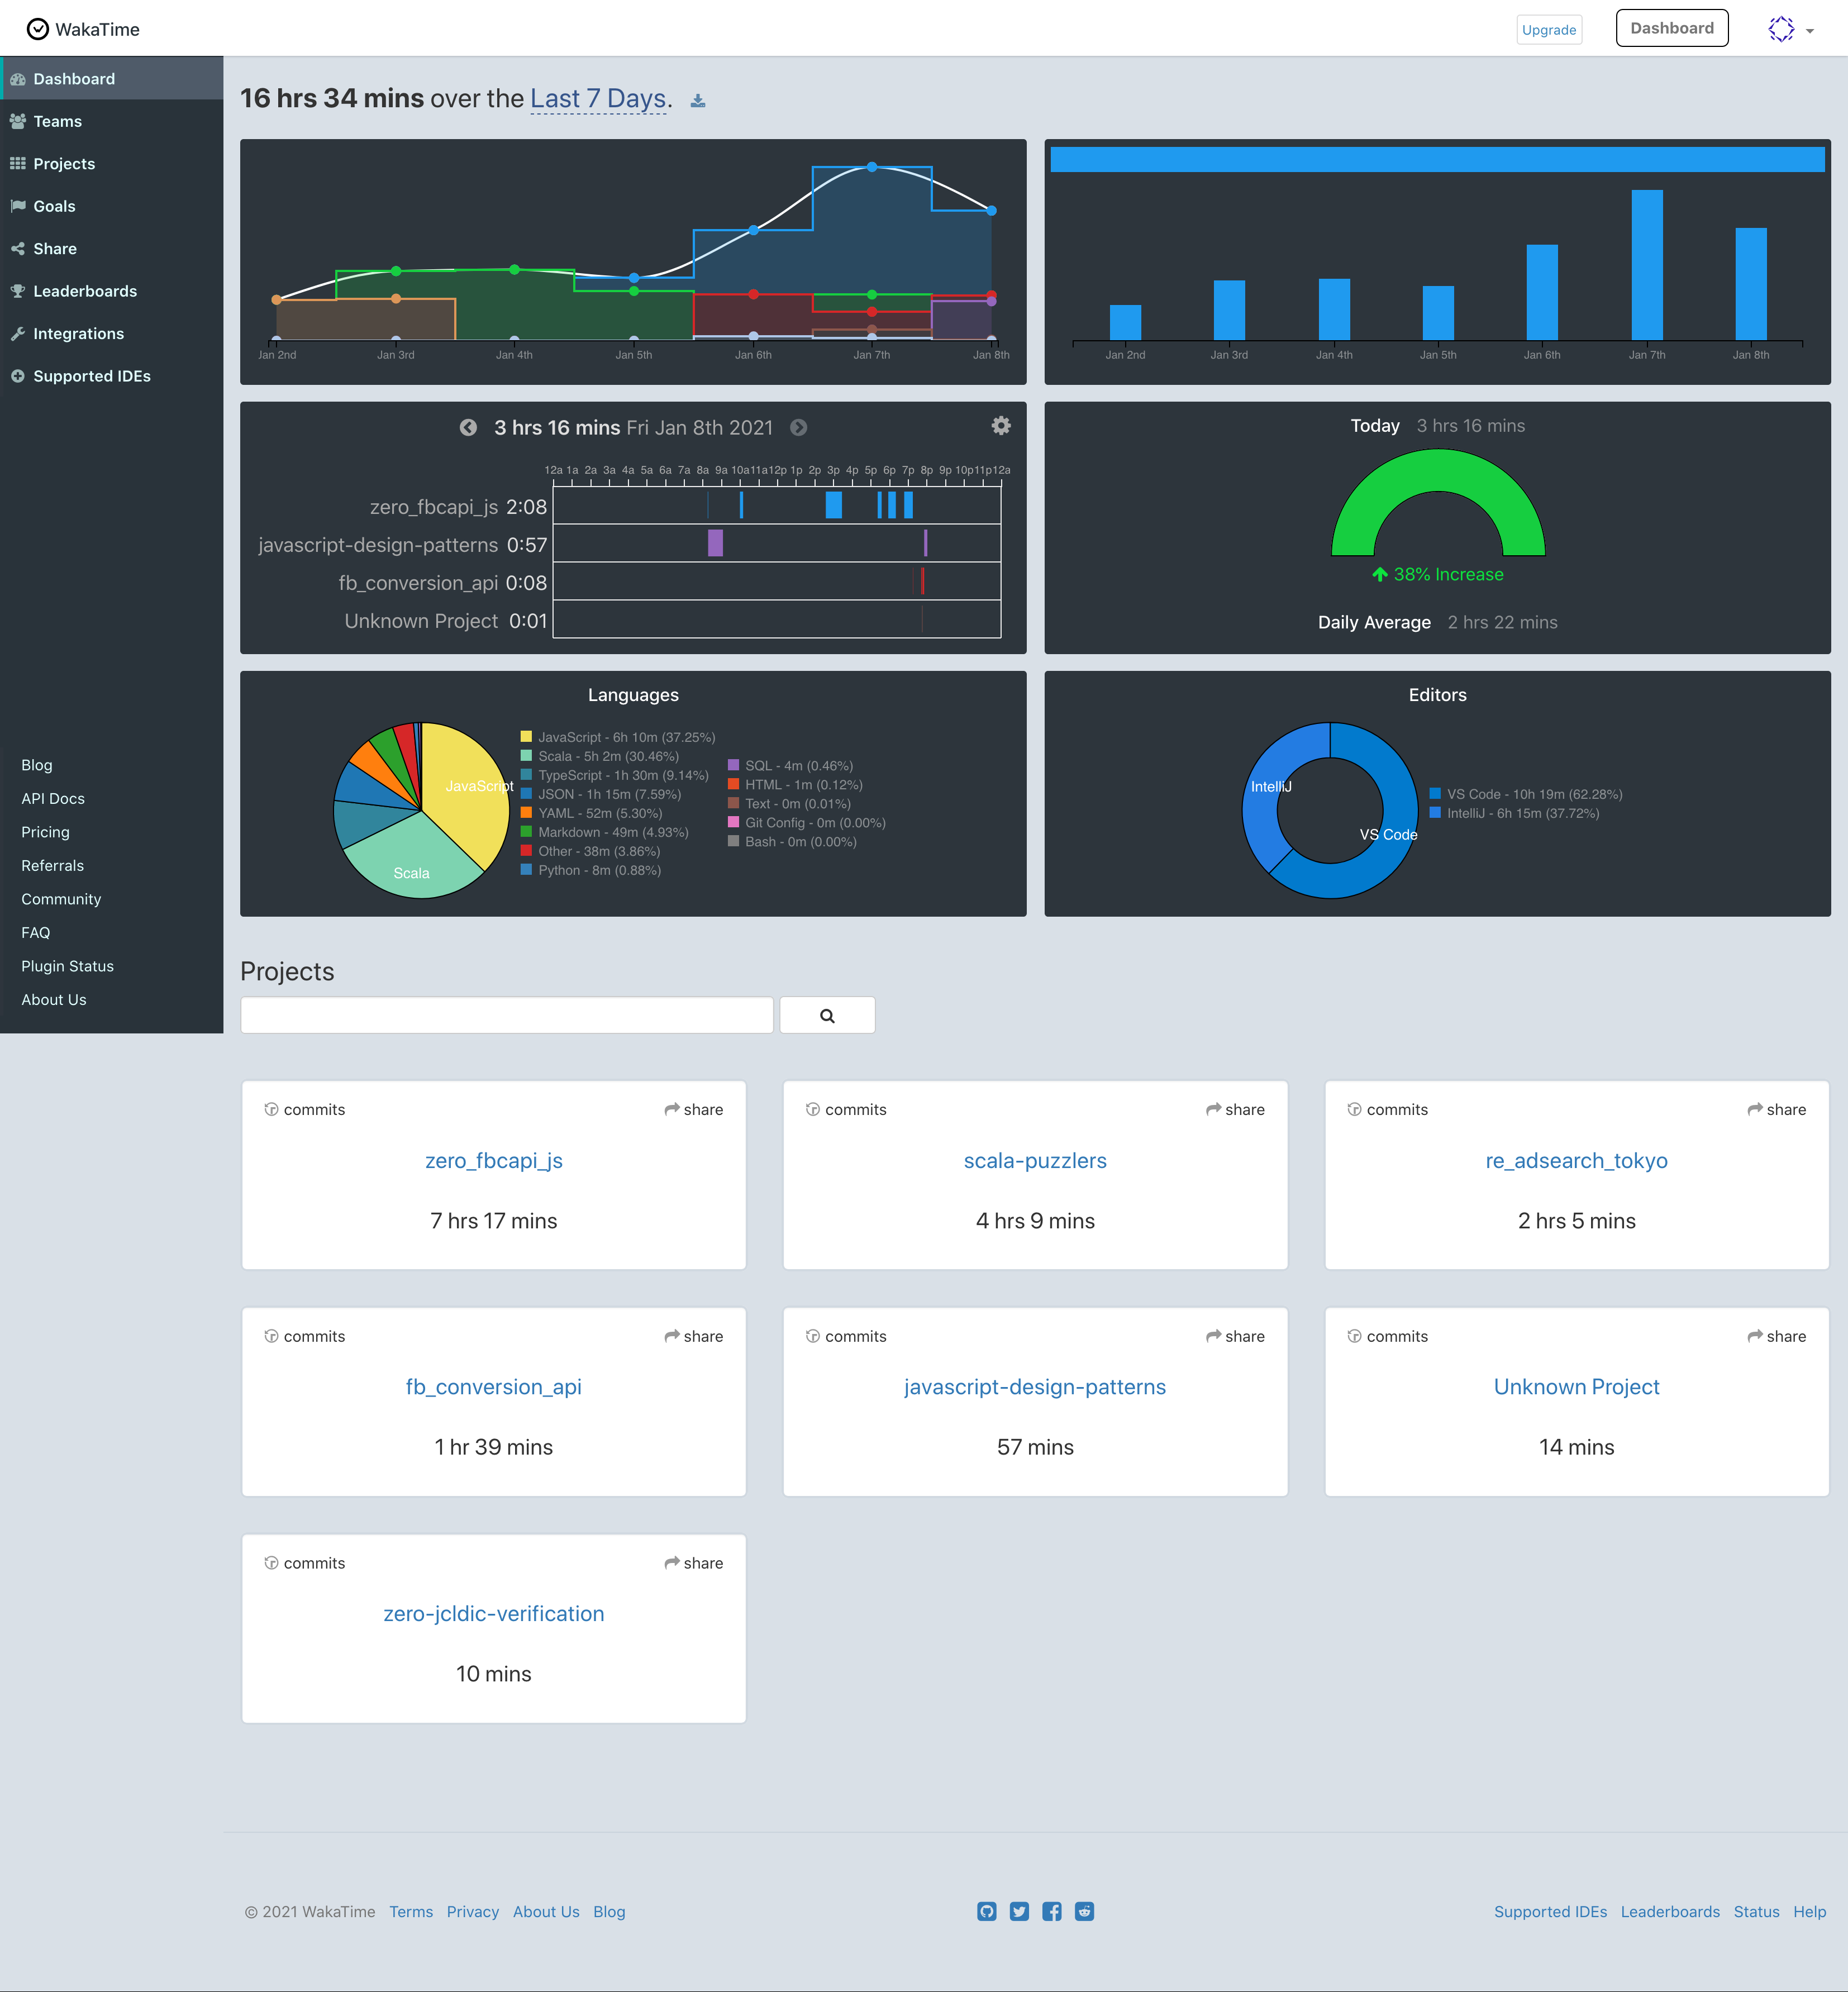 WakaTime
Upgrade
Dashboard
Dashboard
Teams
Projects
Goals
Share
Leaderboards
Integrations
Supported IDEs
Blog
API Docs
Pricing
Referrals
Community
FAQ
Plugin Status
About Us
16 hrs 34 mins over the Last 7 Days.
Jan 2nd Jan 3rd Jan 4th Jan 5th Jan 6th Jan 7th Jan 8th
Jan 2nd Jan 3rd Jan 4th Jan 5th Jan 6th Jan 7th Jan 8th
3 hrs 16 mins Fri Jan 8th 2021
12a 1a 2a 3a 4a 5a 6a 7a 8a 9a 10a 11a 12p 1p 2p 3p 4p 5p 6p 7p 8p 9p 10p 11p 12a
zero_fbcapi_js 2:08
javascript-design-patterns 0:57
fb_conversion_api 0:08
Unknown Project 0:01
Today 3 hrs 16 mins
38% Increase
Daily Average 2 hrs 22 mins
Languages
JavaScript
Scala
JavaScript - 6h 10m (37.25%)
Scala - 5h 2m (30.46%)
TypeScript - 1h 30m (9.14%)
JSON - 1h 15m (7.59%)
YAML - 52m (5.30%)
Markdown - 49m (4.93%)
Other - 38m (3.86%)
Python - 8m (0.88%)
SQL - 4m (0.46%)
HTML - 1m (0.12%)
Text - 0m (0.01%)
Git Config - 0m (0.00%)
Bash - 0m (0.00%)
Editors
IntelliJ
VS Code
VS Code - 10h 19m (62.28%)
IntelliJ - 6h 15m (37.72%)
Projects
commits share
zero_fbcapi_js
7 hrs 17 mins
commits share
scala-puzzlers
4 hrs 9 mins
commits share
re_adsearch_tokyo
2 hrs 5 mins
commits share
fb_conversion_api
1 hr 39 mins
commits share
javascript-design-patterns
57 mins
commits share
Unknown Project
14 mins
commits share
zero-jcldic-verification
10 mins
© 2021 WakaTime Terms Privacy About Us Blog
Supported IDEs Leaderboards Status Help